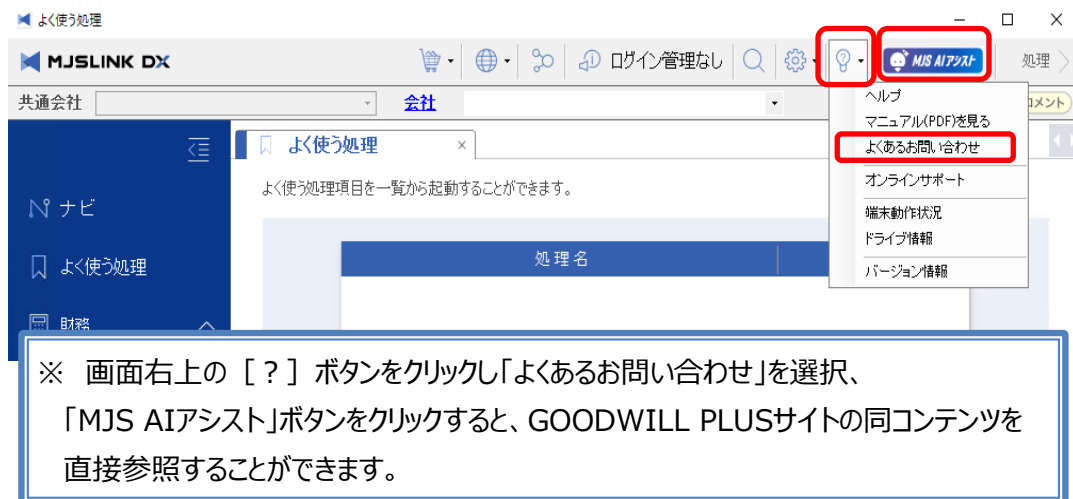 よく使う処理
MJSLINK DX
ログイン管理なし
MJS AIアシスト
処理
共通会社
会社
コメント
ヘルプ
マニュアル(PDF)を見る
よくあるお問い合わせ
オンラインサポート
端末動作状況
ドライブ情報
バージョン情報
よく使う処理
よく使う処理項目を一覧から起動することができます。
ナビ
よく使う処理
財務
処理名
※ 画面右上の［？］ボタンをクリックし「よくあるお問い合わせ」を選択、
「MJS AIアシスト」ボタンをクリックすると、GOODWILL PLUSサイトの同コンテンツを
直接参照することができます。